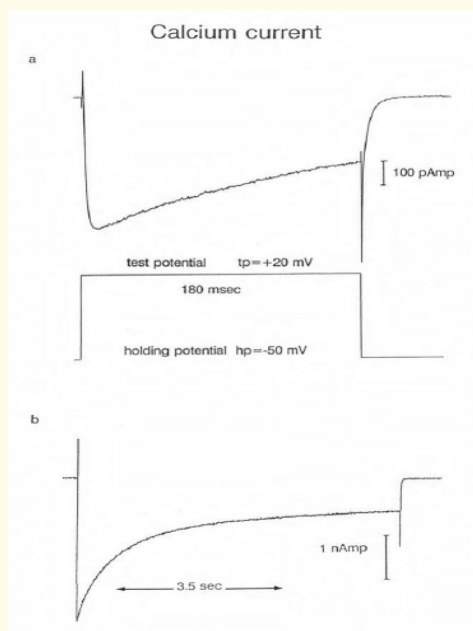 Calcium current
a
100 pAmp
test potential tp=+20 mV
180 msec
holding potential hp=-50 mV
b
1 nAmp
3.5 sec